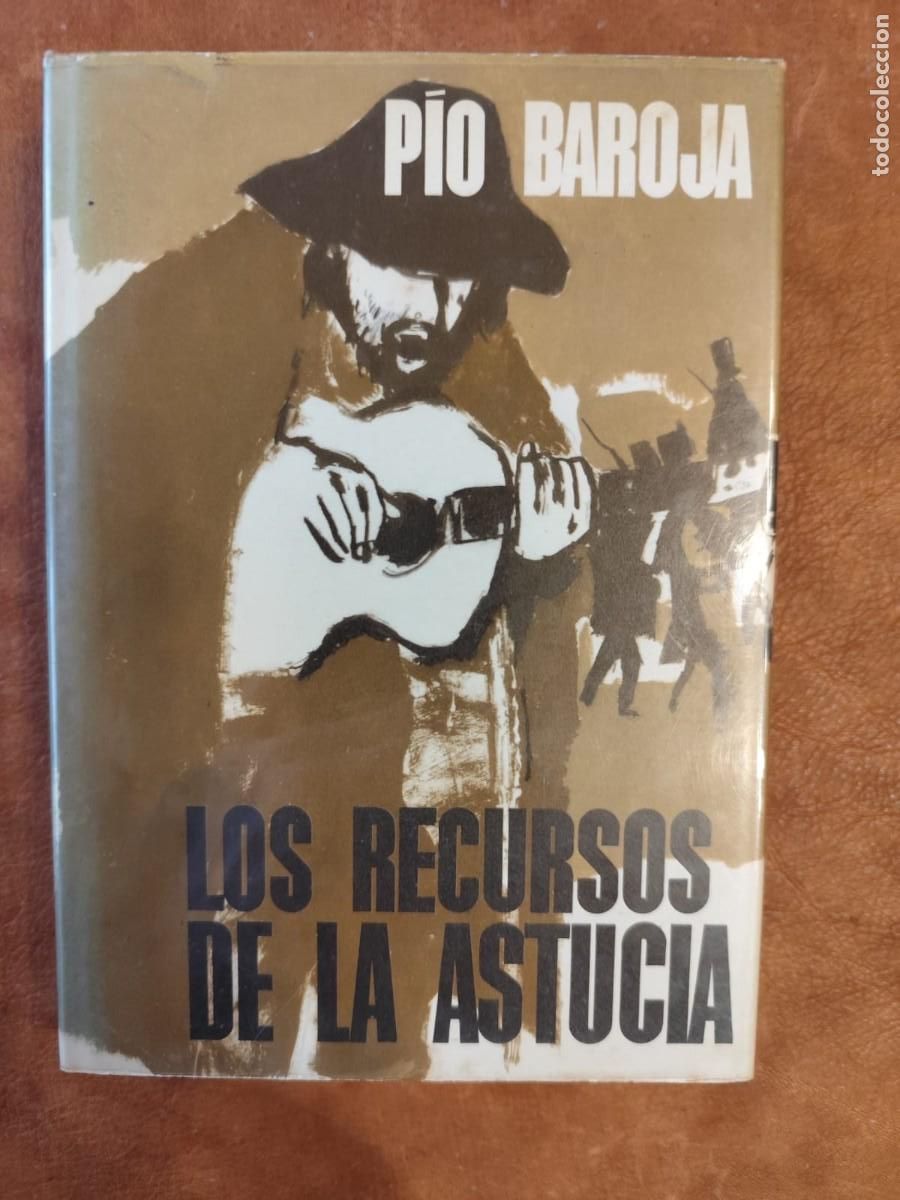 PÍO BAROJA
LOS RECURSOS
DE LA ASTUCIA
todocoleccion